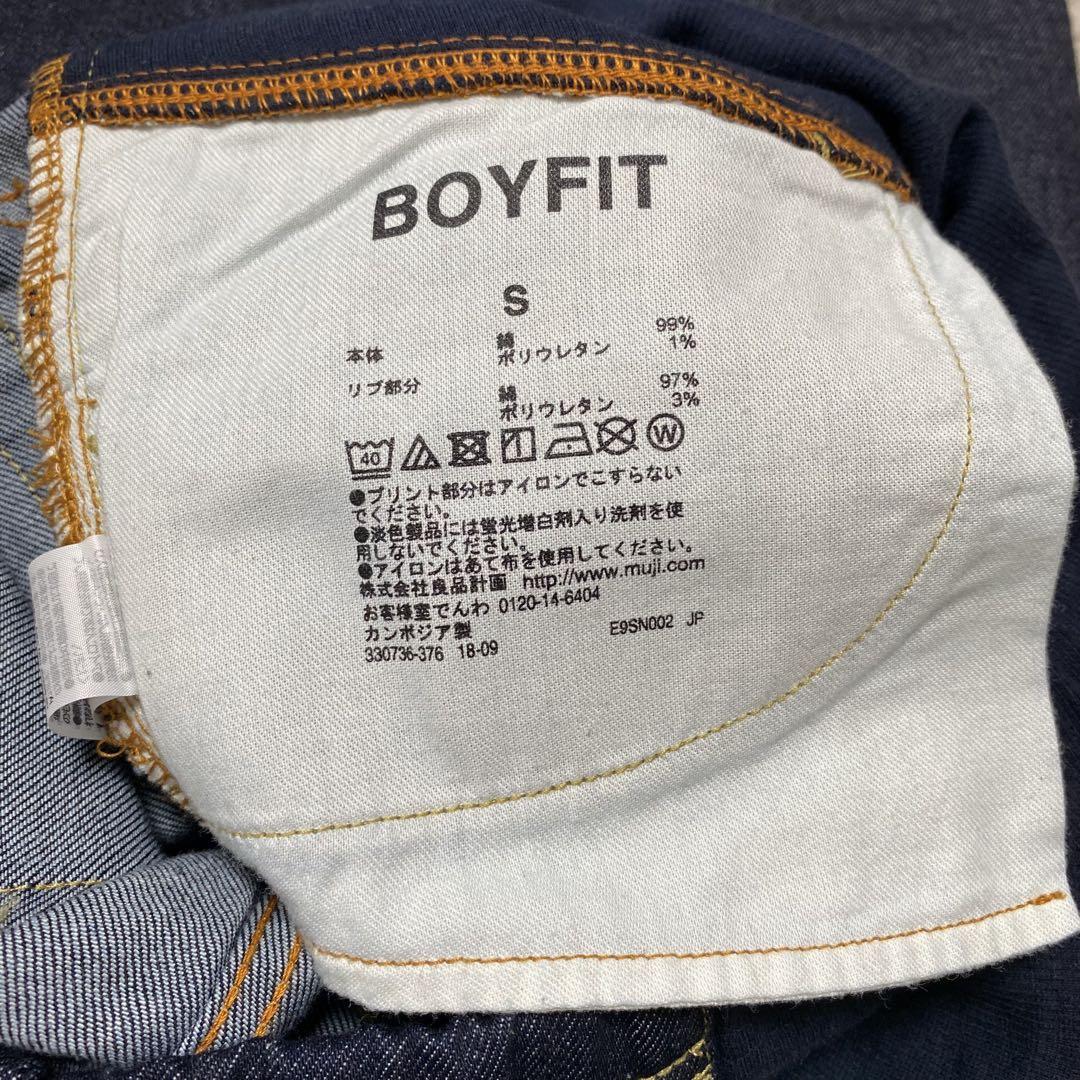 BOYFIT
S
本体 綿 99%
ポリウレタン 1%
リブ部分 綿 97%
ポリウレタン 3%
40 W
●プリント部分はアイロンでこすらない
でください。
●淡色製品には蛍光増白剤入り洗剤を使
用しないでください。
●アイロンはあて布を使用してください。
株式会社良品計画 http://www.muji.com
お客様室でんわ 0120-14-6404
カンボジア製 E9SN002 JP
330736-376 18-09